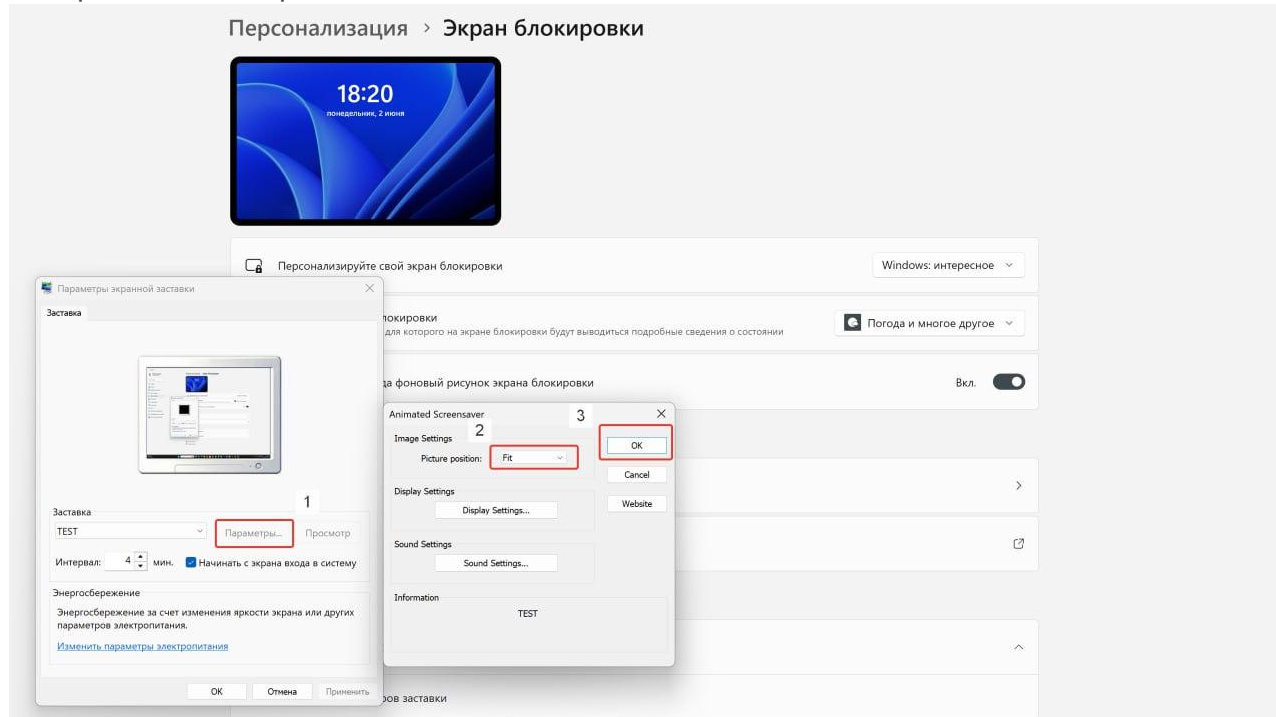 Персонализация > Экран блокировки
18:20
понедельник, 2 июня
Персонализируйте свой экран блокировки
Windows: интересное
для которого на экране блокировки будут выводиться подробные сведения о состоянии
Погода и многое другое
фоновый рисунок экрана блокировки
Вкл.
заставки
Параметры экранной заставки
Заставка
1
Заставка
TEST
Параметры...
Просмотр
Интервал: 4 мин. Начинать с экрана входа в систему
Энергосбережение
Энергосбережение за счет изменения яркости экрана или других
параметров электропитания.
Изменить параметры электропитания
ОК Отмена Применить
Animated Screensaver
3
2
Image Settings
Picture position: Fit
OK
Cancel
Website
Display Settings
Display Settings...
Sound Settings
Sound Settings...
Information
TEST